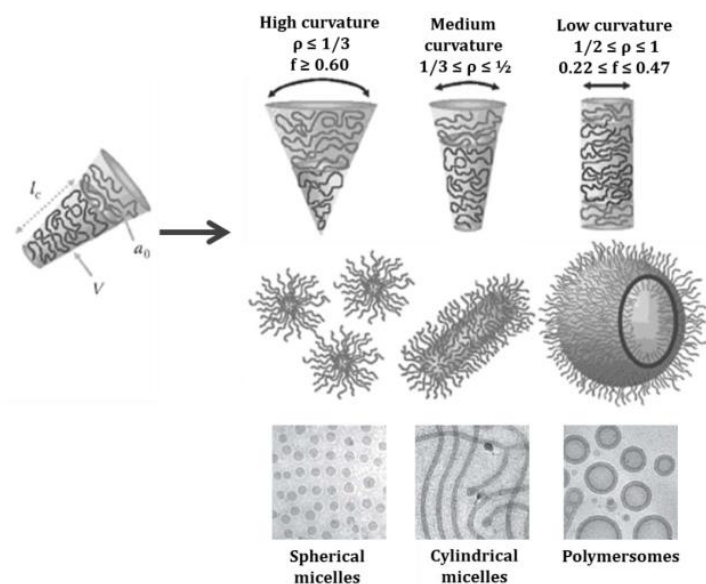 High curvature
ρ ≤ 1/3
f ≥ 0.60
Medium
curvature
1/3 ≤ ρ ≤ ½
Low curvature
1/2 ≤ ρ ≤ 1
0.22 ≤ f ≤ 0.47
l_c
a_0
V
Spherical
micelles
Cylindrical
micelles
Polymersomes